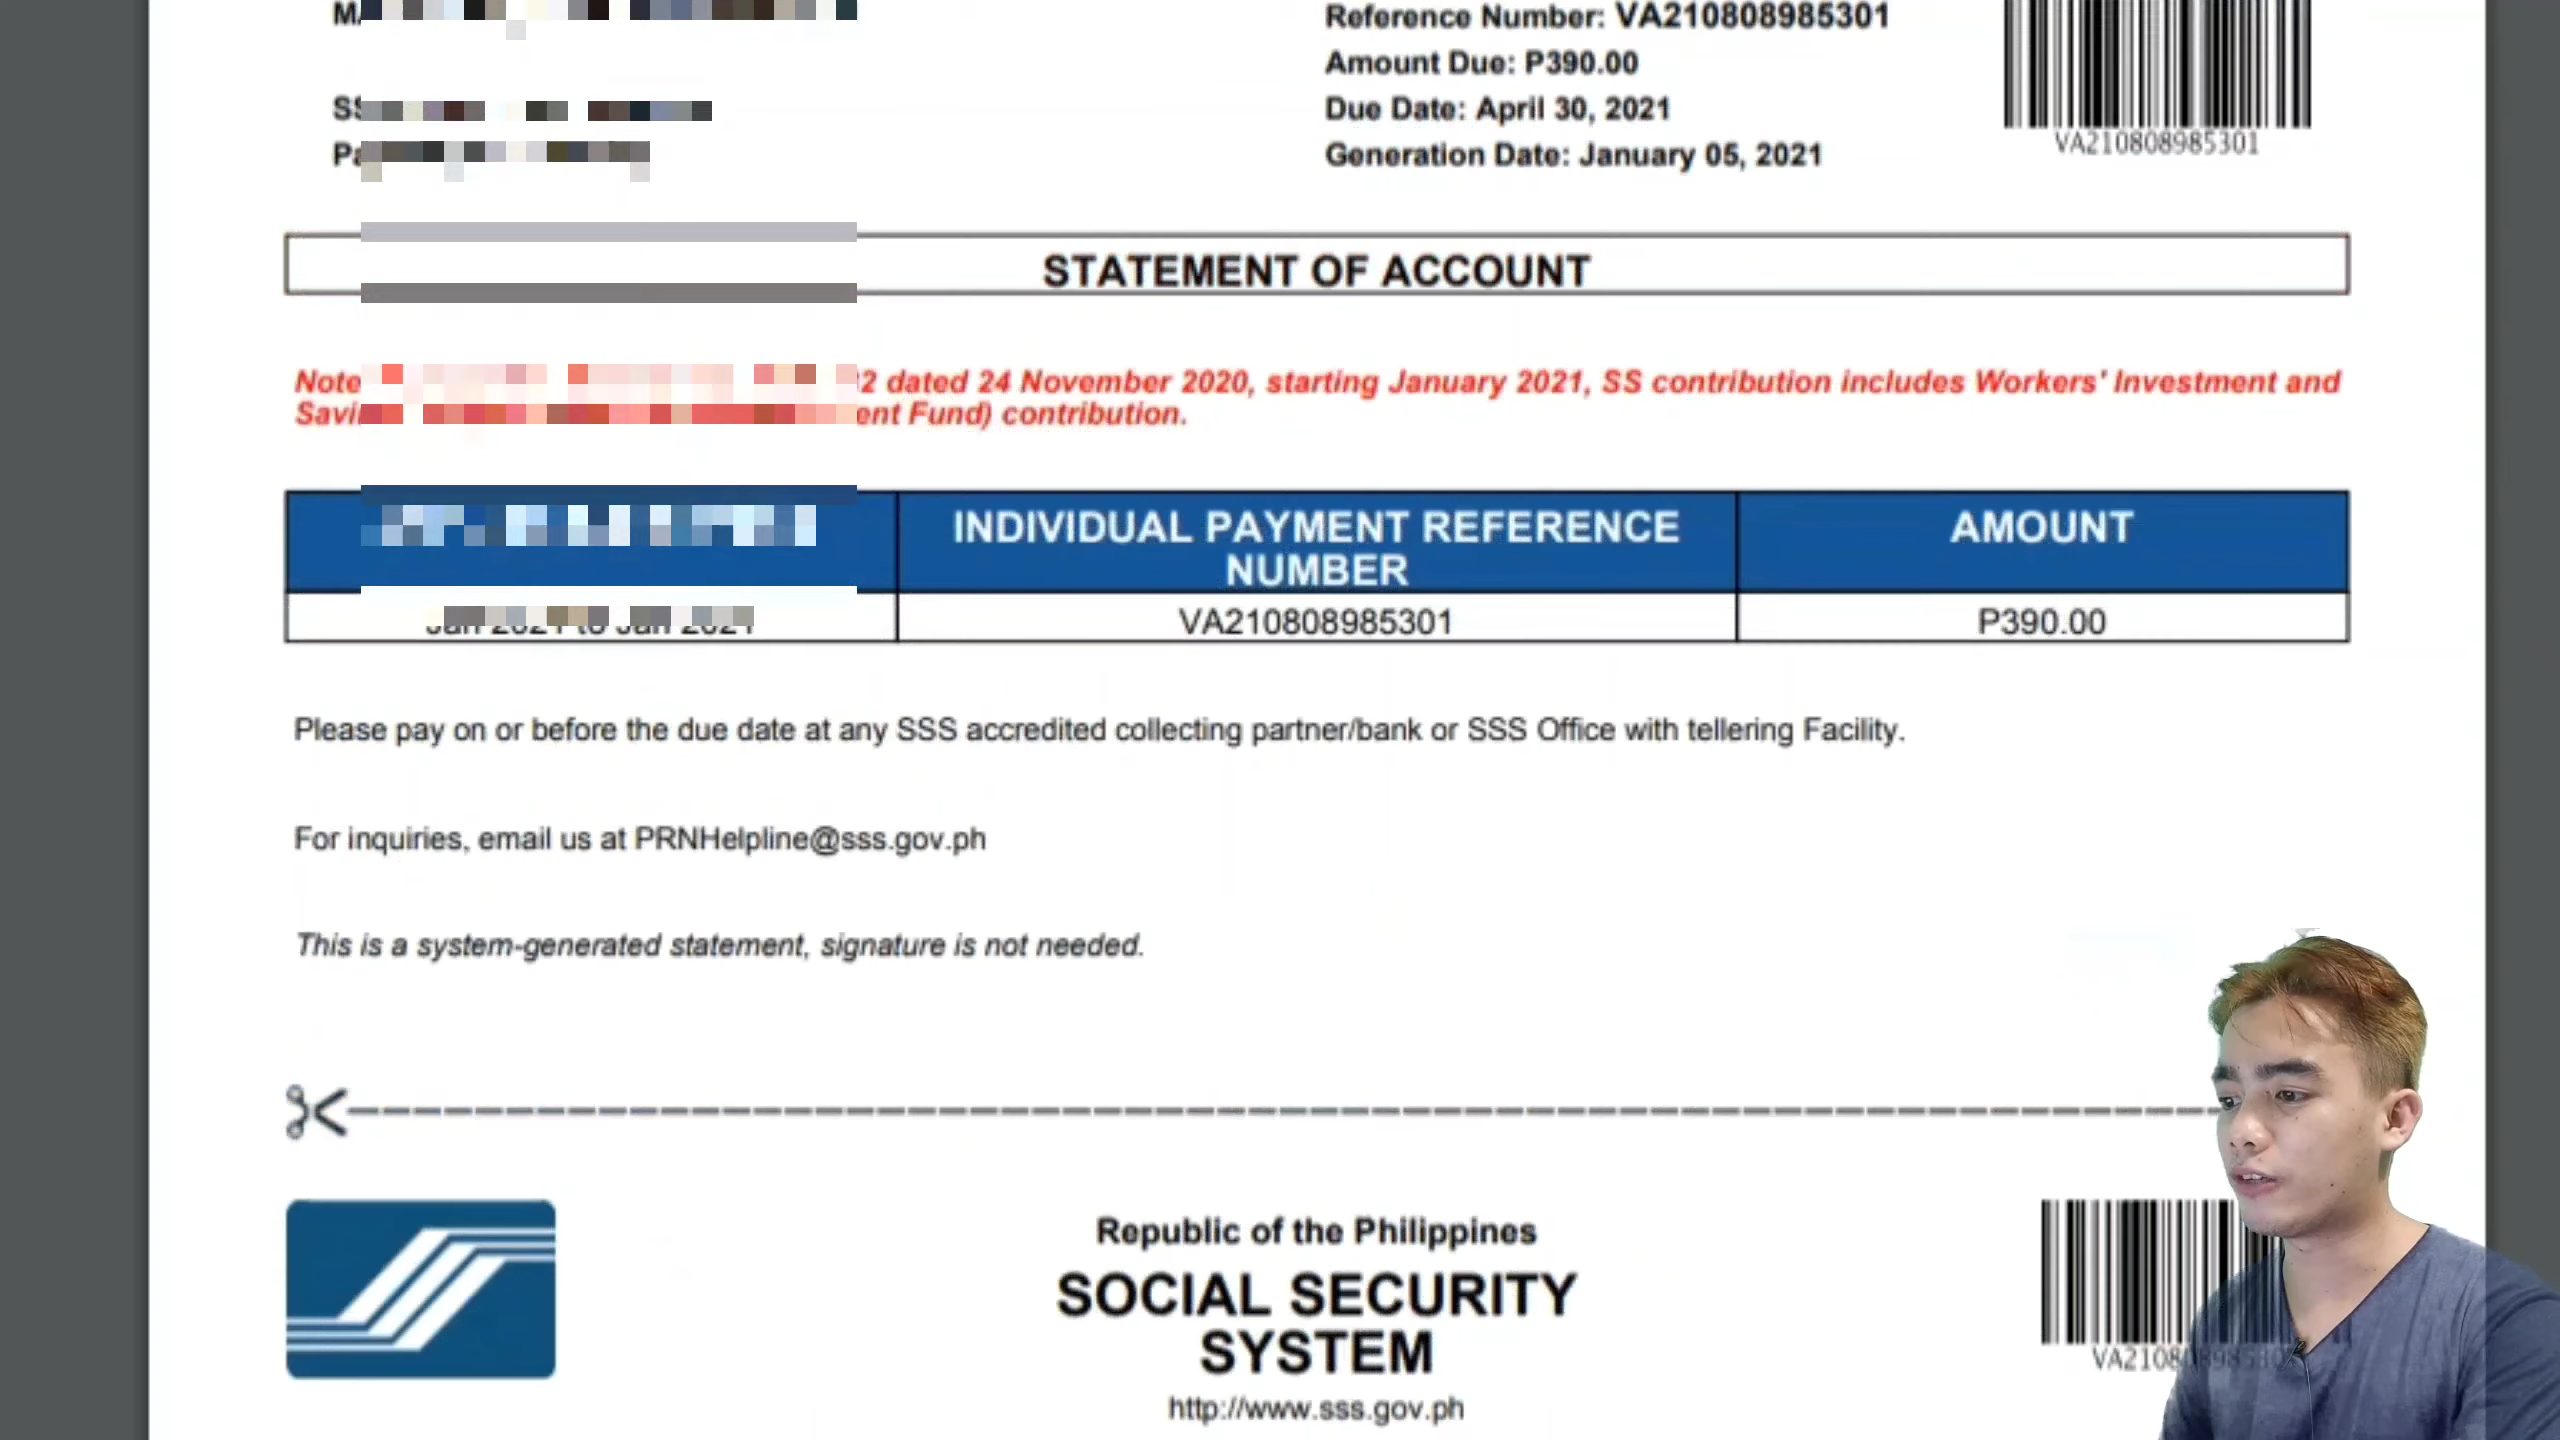 Reference Number: VA210808985301
Amount Due: P390.00
Due Date: April 30, 2021
Generation Date: January 05, 2021
VA210808985301
STATEMENT OF ACCOUNT
Note dated 24 November 2020, starting January 2021, SS contribution includes Workers' Investment and
Fund) contribution.
INDIVIDUAL PAYMENT REFERENCE
NUMBER
AMOUNT
Jan 2021 to Jan 2021
VA210808985301
P390.00
Please pay on or before the due date at any SSS accredited collecting partner/bank or SSS Office with tellering Facility.
For inquiries, email us at PRNHelpline@sss.gov.ph
This is a system-generated statement, signature is not needed.
Republic of the Philippines
SOCIAL SECURITY
SYSTEM
http://www.sss.gov.ph